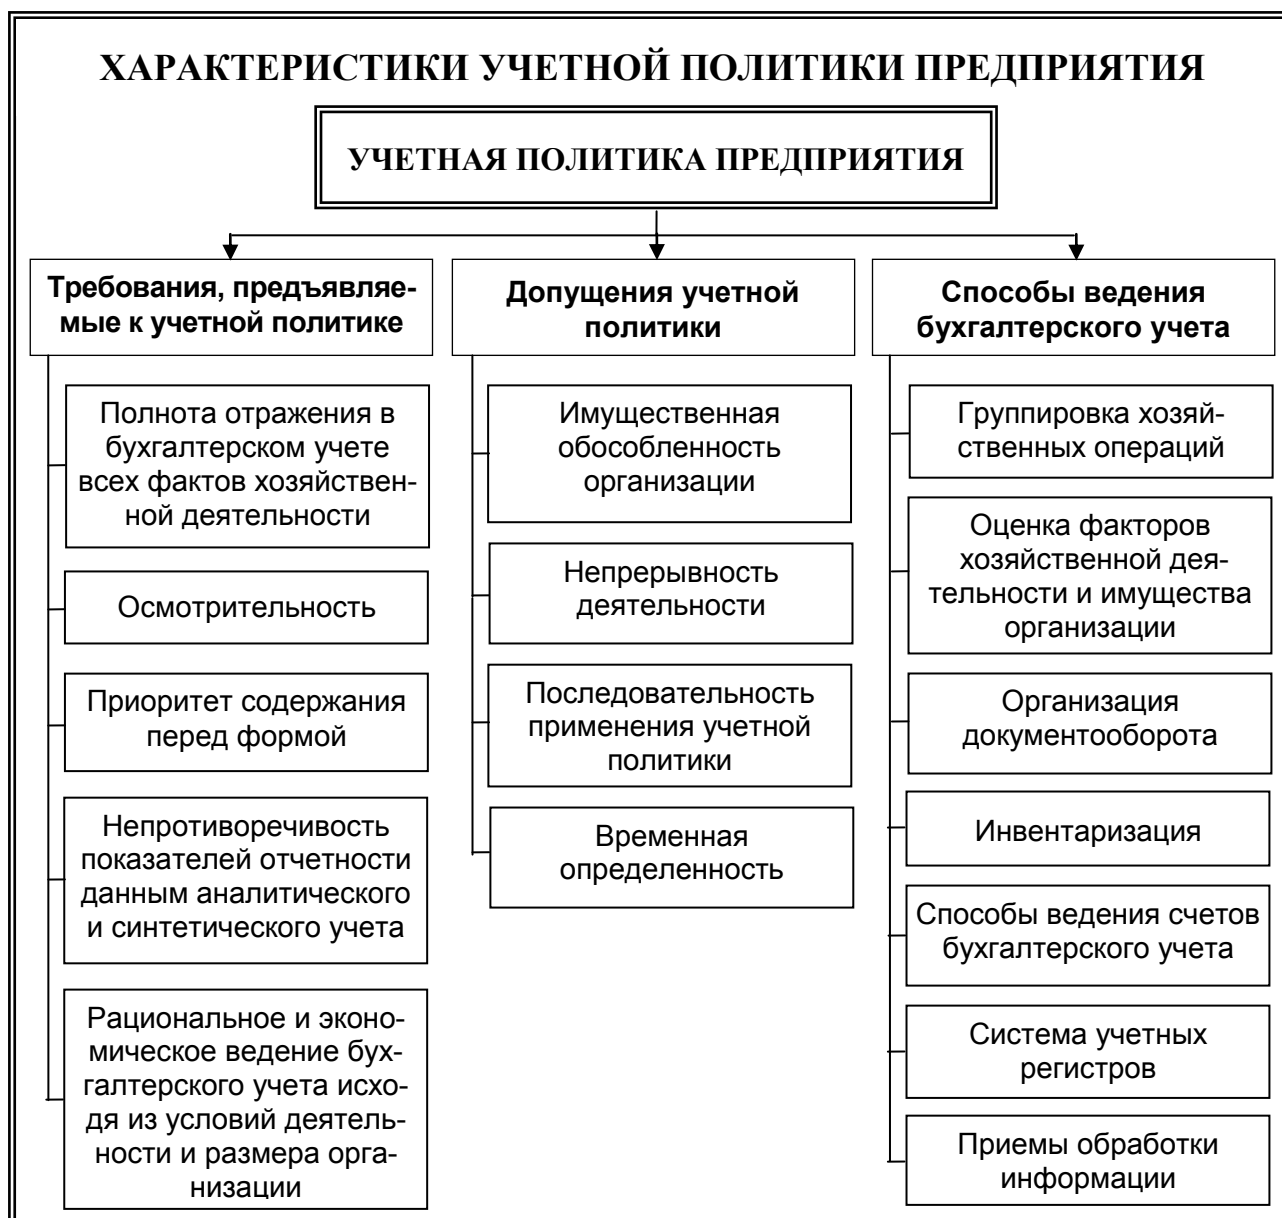 ХАРАКТЕРИСТИКИ УЧЕТНОЙ ПОЛИТИКИ ПРЕДПРИЯТИЯ
УЧЕТНАЯ ПОЛИТИКА ПРЕДПРИЯТИЯ
Требования, предъявляе-
мые к учетной политике
Полнота отражения в
бухгалтерском учете
всех фактов хозяйствен-
ной деятельности
Осмотрительность
Приоритет содержания
перед формой
Непротиворечивость
показателей отчетности
данным аналитического
и синтетического учета
Рациональное и эконо-
мическое ведение бух-
галтерского учета исхо-
дя из условий деятель-
ности и размера орга-
низации
Допущения учетной
политики
Имущественная
обособленность
организации
Непрерывность
деятельности
Последовательность
применения учетной
политики
Временная
определенность
Способы ведения
бухгалтерского учета
Группировка хозяй-
ственных операций
Оценка факторов
хозяйственной дея-
тельности и имущества
организации
Организация
документооборота
Инвентаризация
Способы ведения счетов
бухгалтерского учета
Система учетных
регистров
Приемы обработки
информации